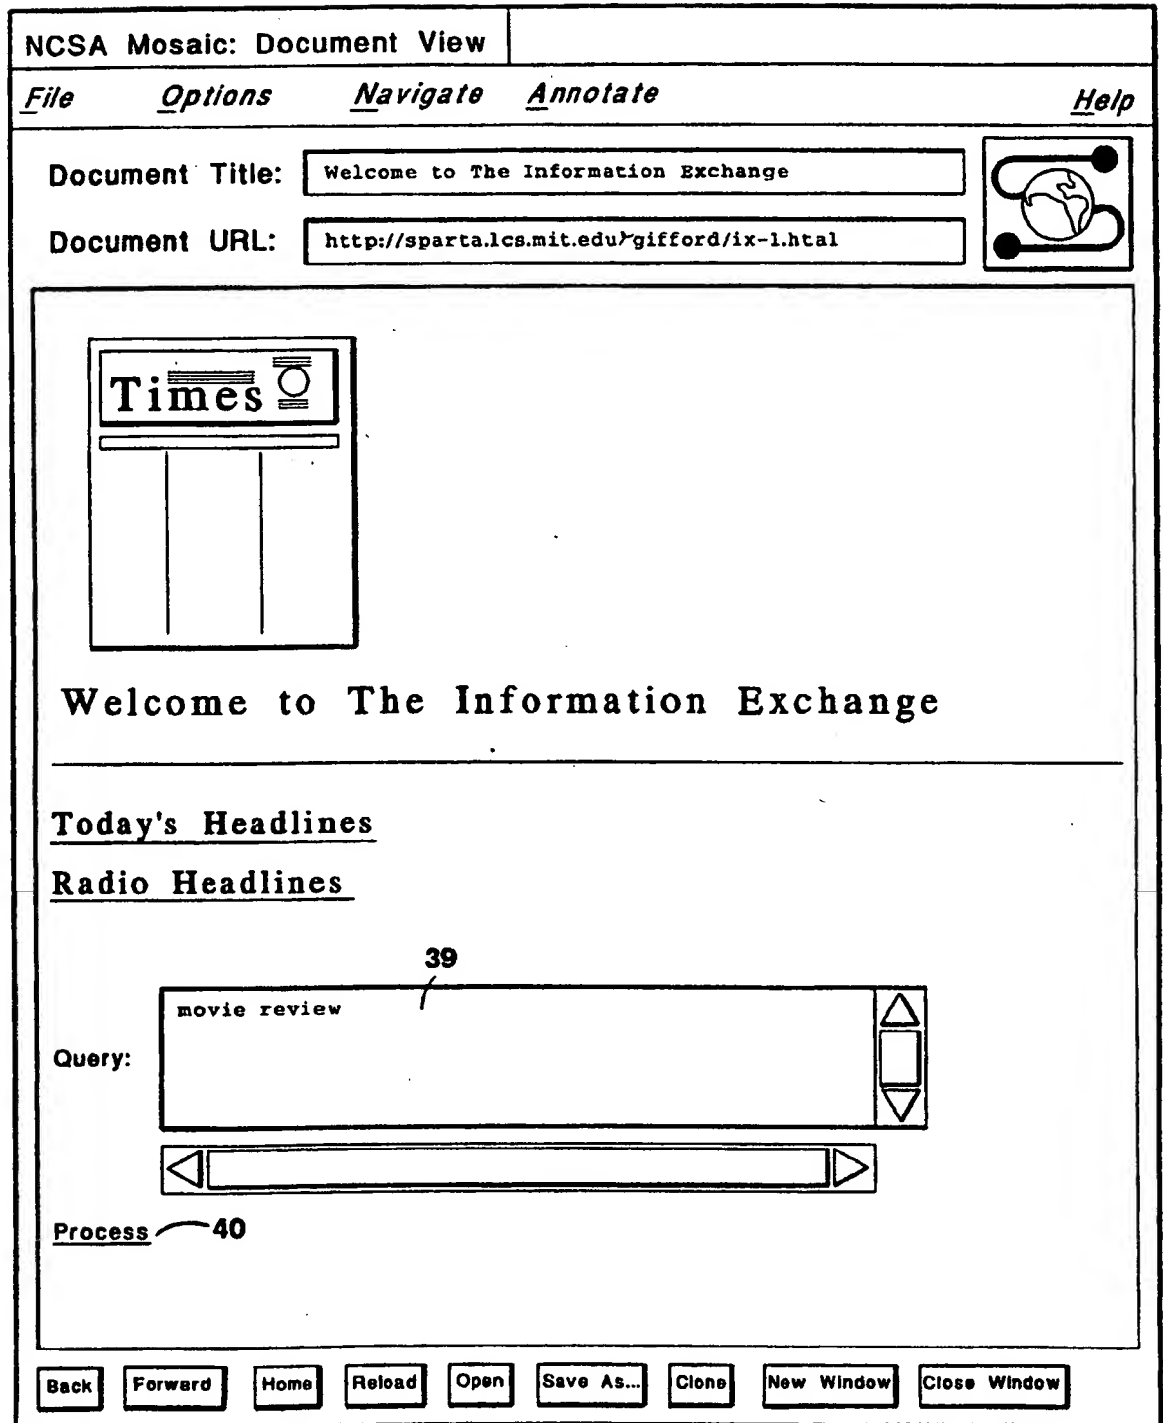 NCSA Mosaic: Document View
File Options Navigate Annotate Help
Document Title: Welcome to The Information Exchange
Document URL: http://sparta.lcs.mit.edu/~gifford/ix-1.htal
Times
Welcome to The Information Exchange
Today's Headlines
Radio Headlines
39
movie review
Query:
Process 40
Back Forward Home Reload Open Save As... Clone New Window Close Window